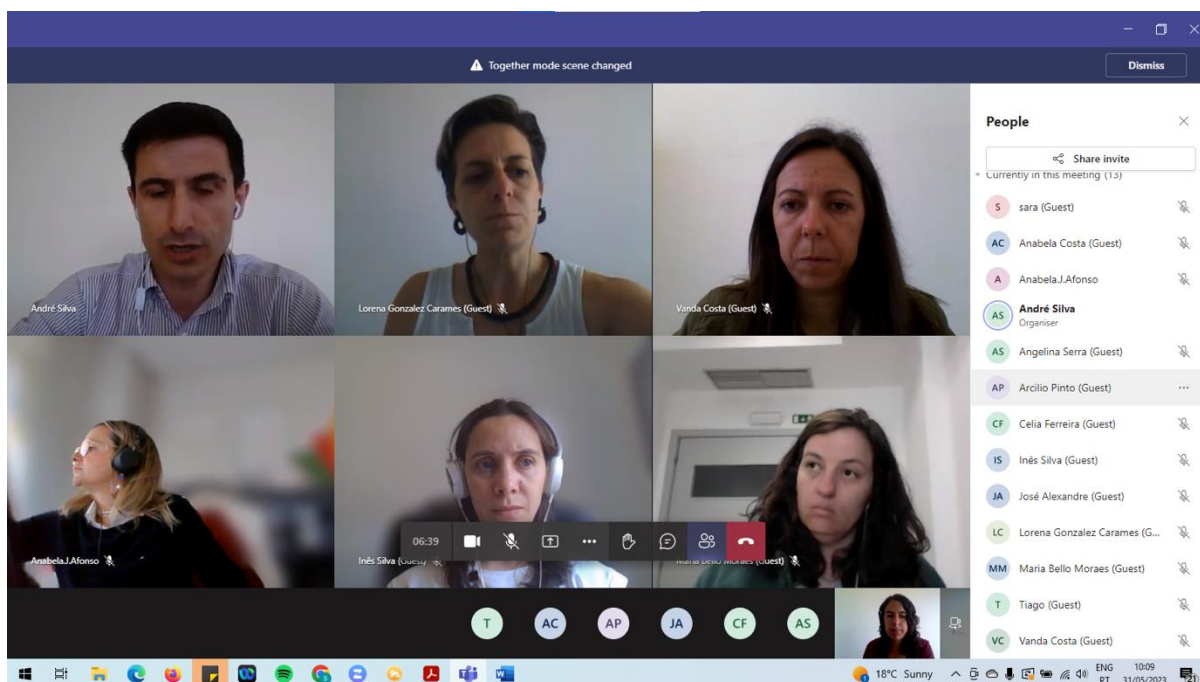 Together mode scene changed
Dismiss
People
Share invite
Currently in this meeting (13)
S sara (Guest)
AC Anabela Costa (Guest)
A Anabela.J.Afonso
AS André Silva
Organiser
AS Angelina Serra (Guest)
AP Arcilio Pinto (Guest)
CF Celia Ferreira (Guest)
IS Inês Silva (Guest)
JA José Alexandre (Guest)
LC Lorena Gonzalez Carames (G...
MM Maria Bello Moraes (Guest)
T Tiago (Guest)
VC Vanda Costa (Guest)
André Silva
Lorena Gonzalez Carames (Guest)
Vanda Costa (Guest)
Anabela.J.Afonso
Inês Silva (Guest)
Maria Bello Moraes (Guest)
06:39
T AC AP JA CF AS
18°C Sunny
ENG
PT
10:09
31/05/2023
21